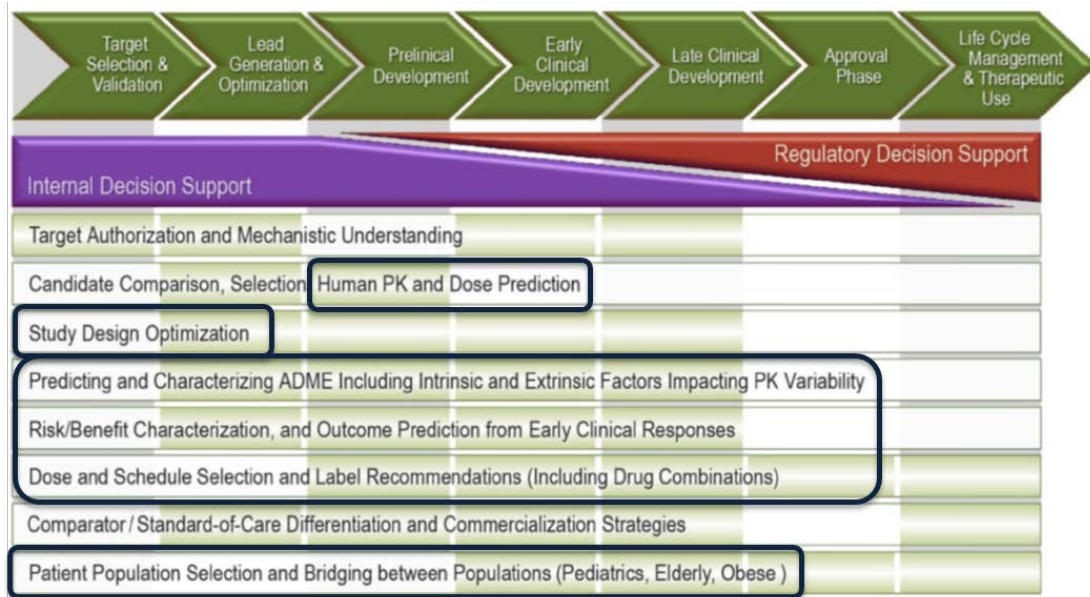 Target
Selection &
Validation
Lead
Generation &
Optimization
Prelinical
Development
Early
Clinical
Development
Late Clinical
Development
Approval
Phase
Life Cycle
Management
& Therapeutic
Use
Regulatory Decision Support
Internal Decision Support
Target Authorization and Mechanistic Understanding
Candidate Comparison, Selection Human PK and Dose Prediction
Study Design Optimization
Predicting and Characterizing ADME Including Intrinsic and Extrinsic Factors Impacting PK Variability
Risk/Benefit Characterization, and Outcome Prediction from Early Clinical Responses
Dose and Schedule Selection and Label Recommendations (Including Drug Combinations)
Comparator/Standard-of-Care Differentiation and Commercialization Strategies
Patient Population Selection and Bridging between Populations (Pediatrics, Elderly, Obese )